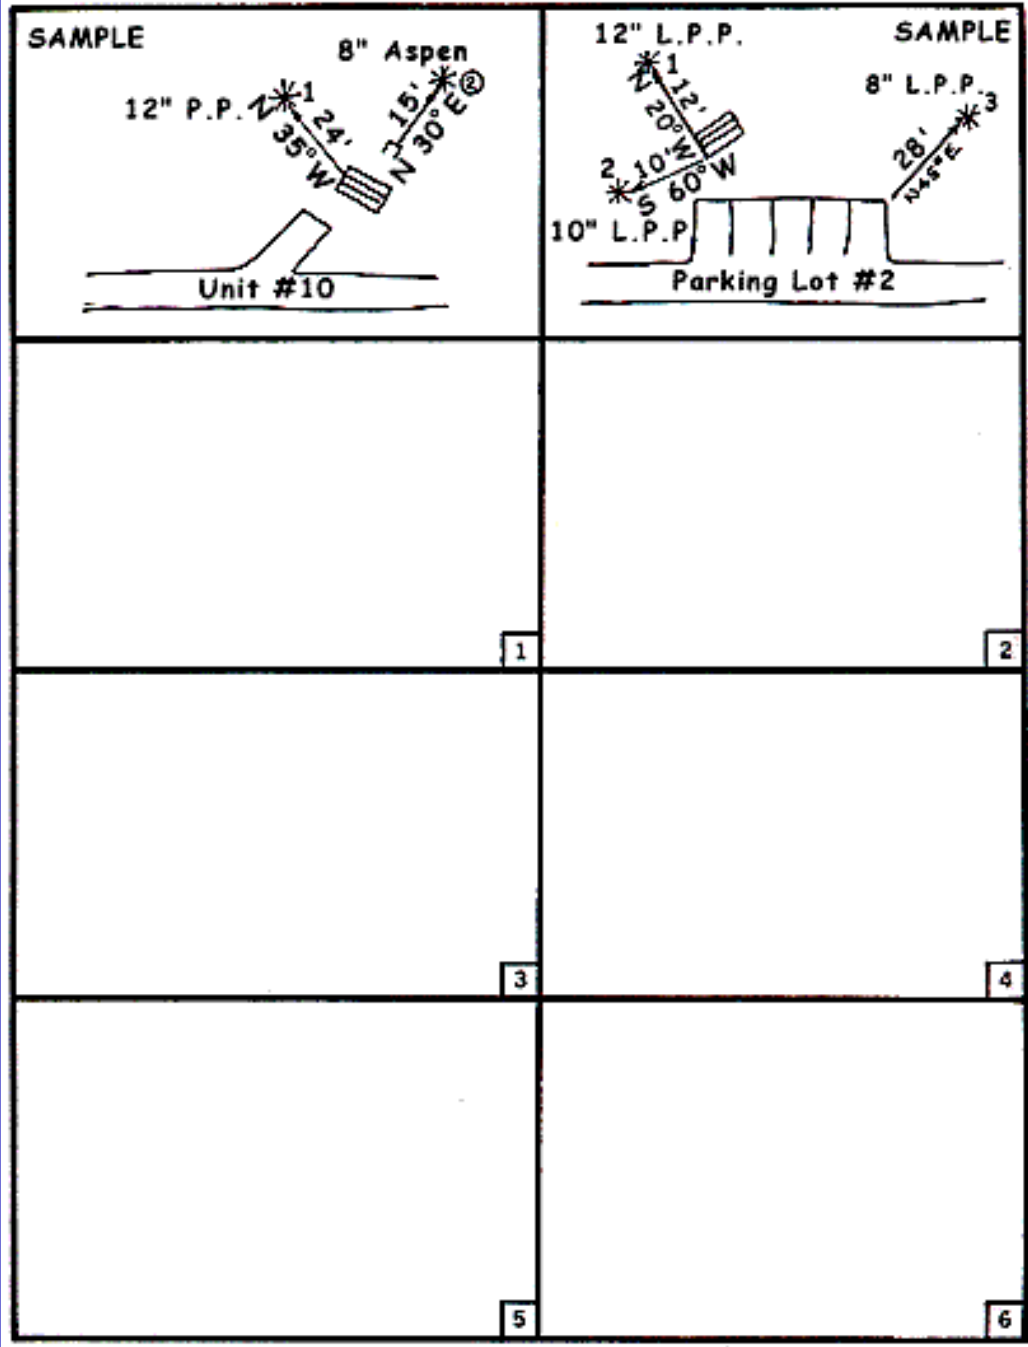 SAMPLE
8" Aspen
12" P.P.
1
2
24'
N 35° W
15'
N 30° E
Unit #10
12" L.P.P.
SAMPLE
1
8" L.P.P.
3
12'
N 20° W
28'
N 45° E.
2
10'
S 60° W
10" L.P.P
Parking Lot #2
1
2
3
4
5
6